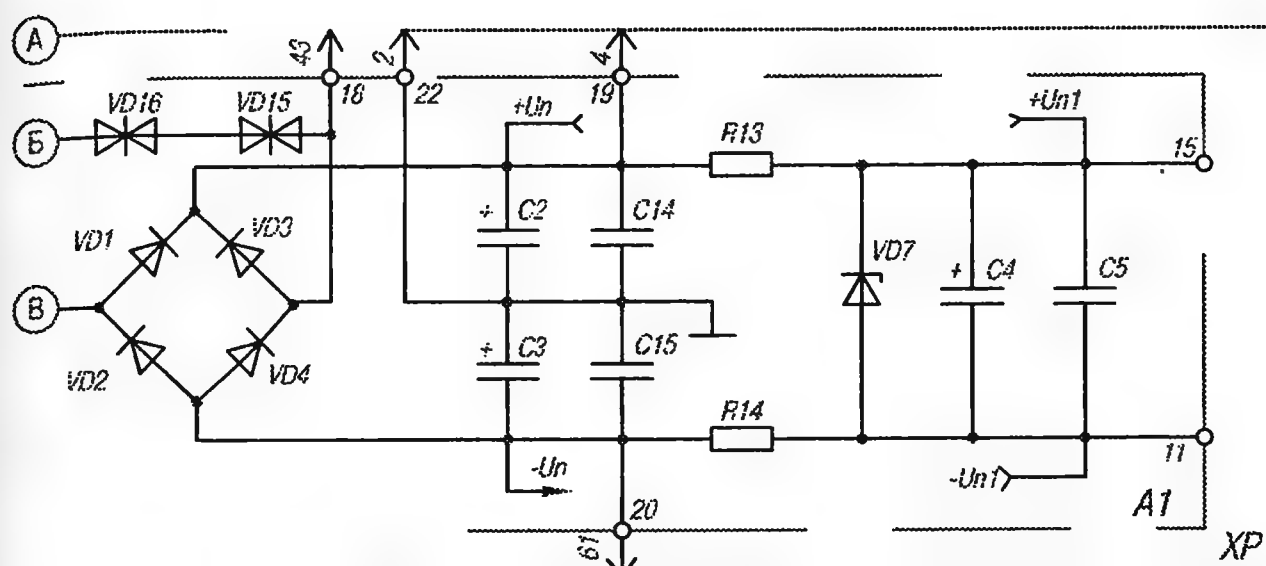 А
43
2
4
18
22
19
VD16
VD15
+Un
+Un1
Б
R13
15
VD1
VD3
+ C2
C14
VD7
+ C4
C5
В
+ C3
C15
VD2
VD4
R14
-Un
-Un1
11
20
А1
61
XP